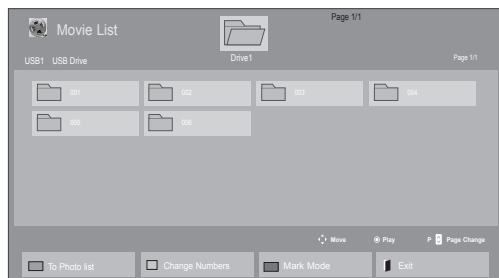 Page 1/1
Movie List
Drive1
USB1 USB Drive
Page 1/1
001
002
003
004
005
006
Move
Play
P Page Change
To Photo list
Change Numbers
Mark Mode
Exit